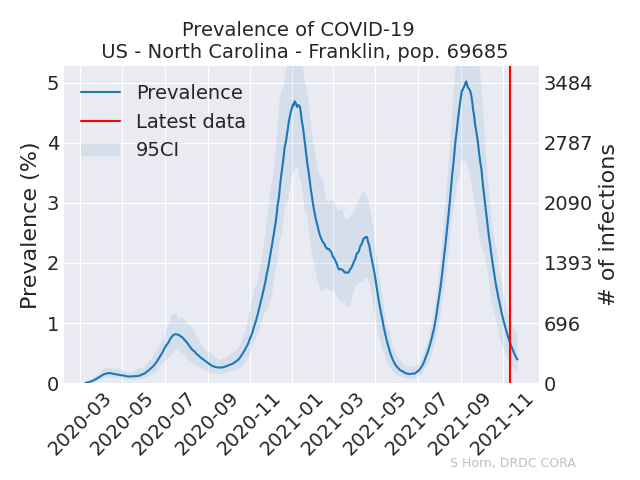 Prevalence of COVID-19
US - North Carolina - Franklin, pop. 69685
Prevalence
Latest data
95CI
Prevalence (%)
5
4
3
2
1
0
3484
2787
2090
1393
696
0
# of infections
2020-03
2020-05
2020-07
2020-09
2020-11
2021-01
2021-03
2021-05
2021-07
2021-09
2021-11
S Horn, DRDC CORA